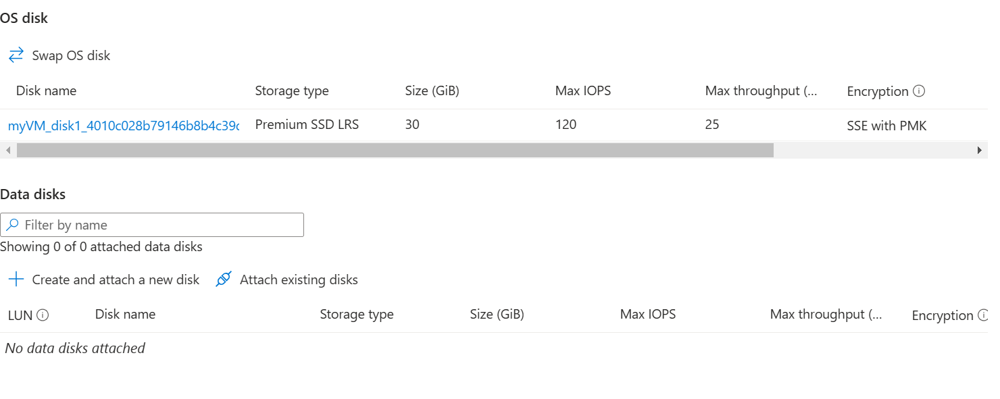 OS disk
Swap OS disk
Disk name Storage type Size (GiB) Max IOPS Max throughput (... Encryption
myVM_disk1_4010c028b79146b8b4c39c Premium SSD LRS 30 120 25 SSE with PMK
Data disks
Filter by name
Showing 0 of 0 attached data disks
Create and attach a new disk Attach existing disks
LUN Disk name Storage type Size (GiB) Max IOPS Max throughput (... Encryption
No data disks attached